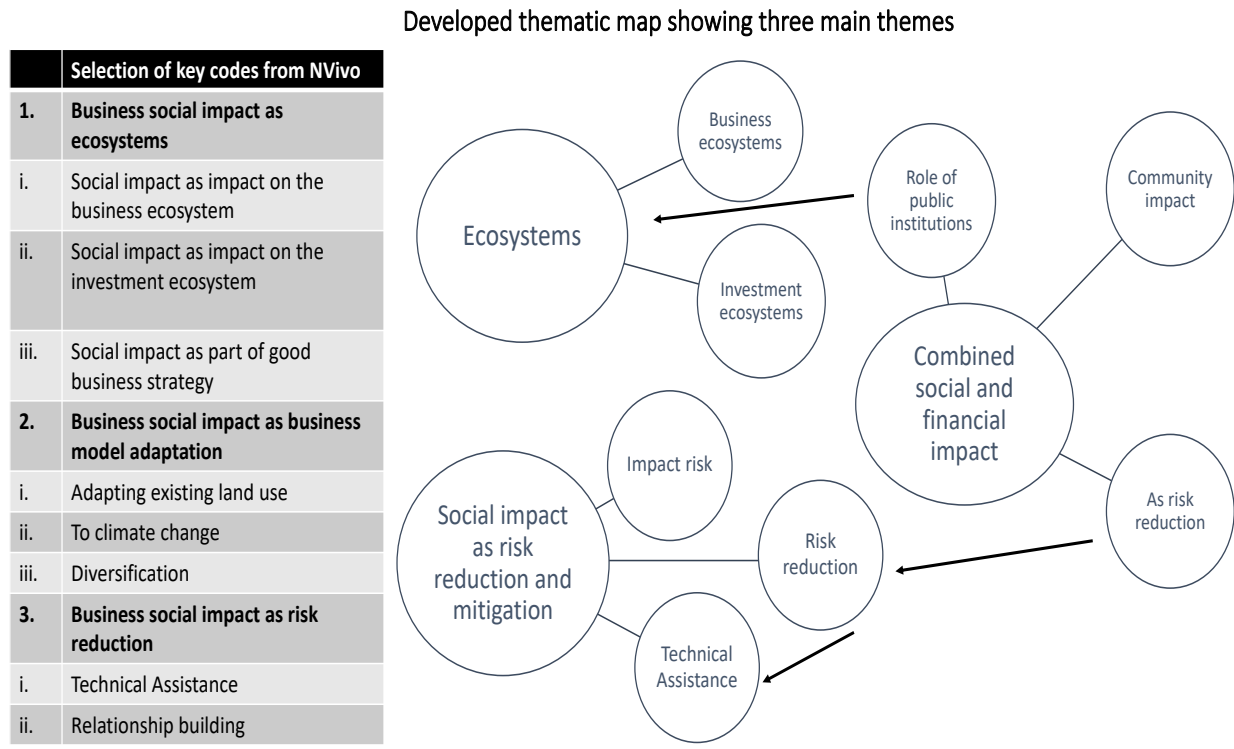 Developed thematic map showing three main themes
Selection of key codes from NVivo
1. Business social impact as
ecosystems
i. Social impact as impact on the
business ecosystem
ii. Social impact as impact on the
investment ecosystem
iii. Social impact as part of good
business strategy
2. Business social impact as business
model adaptation
i. Adapting existing land use
ii. To climate change
iii. Diversification
3. Business social impact as risk
reduction
i. Technical Assistance
ii. Relationship building
Ecosystems
Business
ecosystems
Investment
ecosystems
Role of
public
institutions
Community
impact
Combined
social and
financial
impact
As risk
reduction
Social impact
as risk
reduction and
mitigation
Impact risk
Risk
reduction
Technical
Assistance